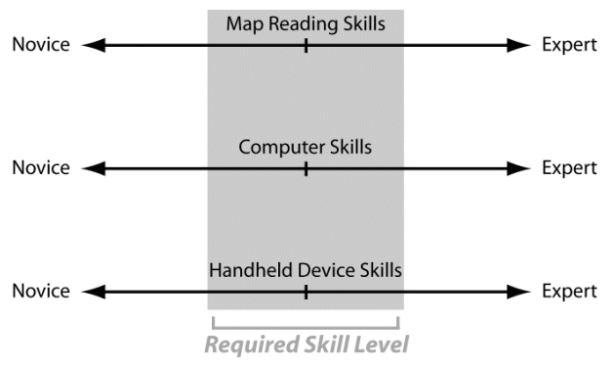 Map Reading Skills
Novice Expert
Computer Skills
Novice Expert
Handheld Device Skills
Novice Expert
Required Skill Level